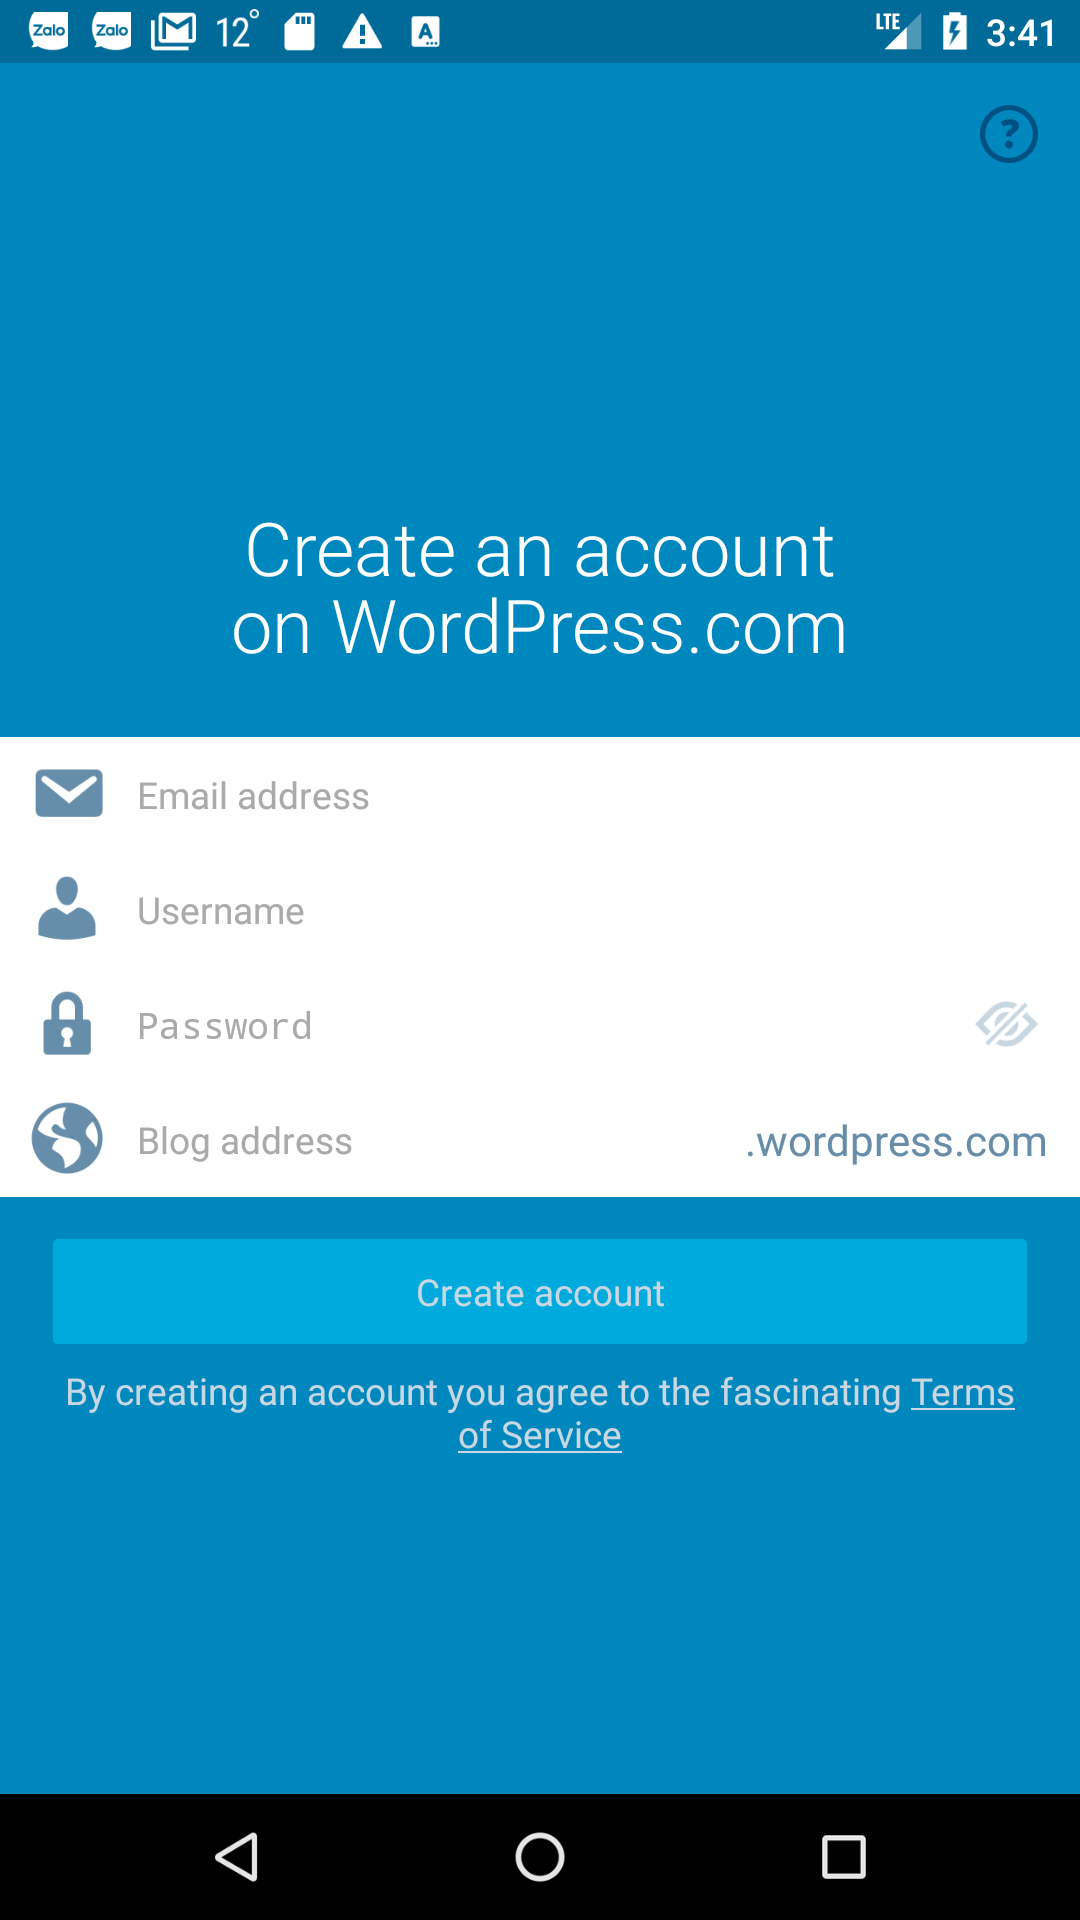 Zalo Zalo 12° A LTE 3:41
?
Create an account
on WordPress.com
Email address
Username
Password
Blog address .wordpress.com
Create account
By creating an account you agree to the fascinating Terms
of Service